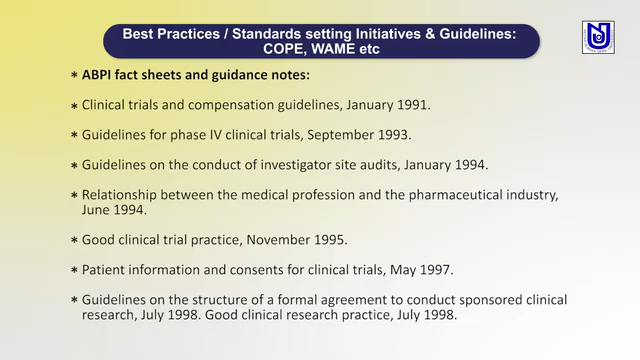 Best Practices / Standards setting Initiatives & Guidelines:
COPE, WAME etc
* ABPI fact sheets and guidance notes:
* Clinical trials and compensation guidelines, January 1991.
* Guidelines for phase IV clinical trials, September 1993.
* Guidelines on the conduct of investigator site audits, January 1994.
* Relationship between the medical profession and the pharmaceutical industry,
June 1994.
* Good clinical trial practice, November 1995.
* Patient information and consents for clinical trials, May 1997.
* Guidelines on the structure of a formal agreement to conduct sponsored clinical
research, July 1998. Good clinical research practice, July 1998.